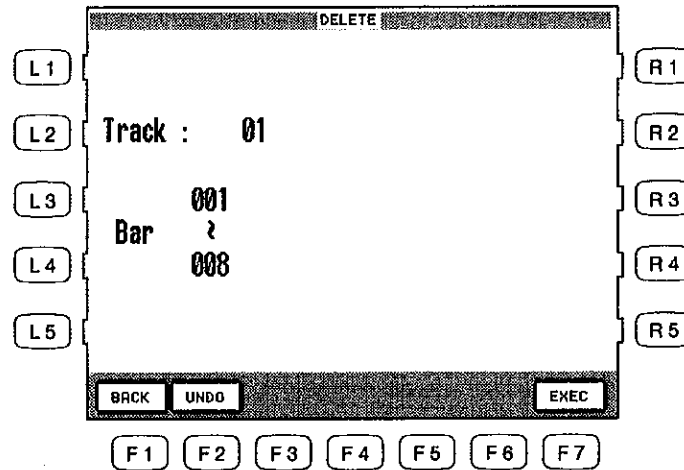 DELETE
L1 R1
L2 Track : 01 R2
L3 001 R3
Bar ~
L4 008 R4
L5 R5
BACK UNDO EXEC
F1 F2 F3 F4 F5 F6 F7